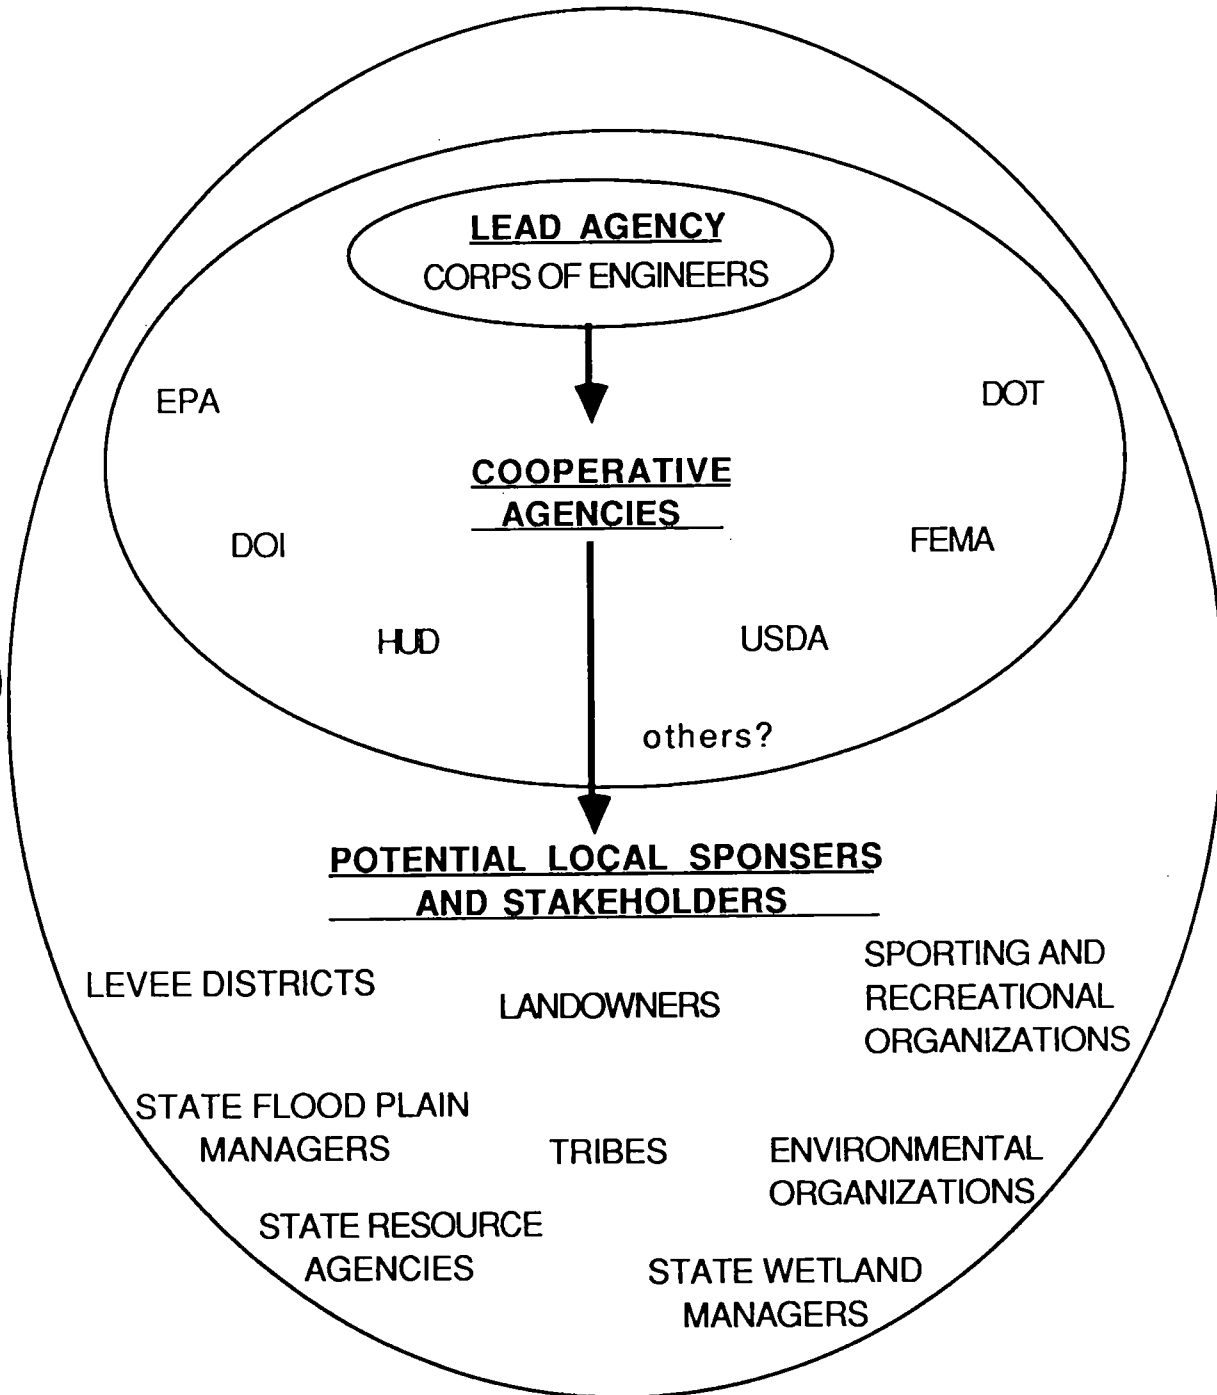 LEAD AGENCY
CORPS OF ENGINEERS
EPA
DOT
COOPERATIVE
AGENCIES
DOI
FEMA
HUD
USDA
others?
POTENTIAL LOCAL SPONSERS
AND STAKEHOLDERS
LEVEE DISTRICTS
LANDOWNERS
SPORTING AND
RECREATIONAL
ORGANIZATIONS
STATE FLOOD PLAIN
MANAGERS
TRIBES
ENVIRONMENTAL
ORGANIZATIONS
STATE RESOURCE
AGENCIES
STATE WETLAND
MANAGERS